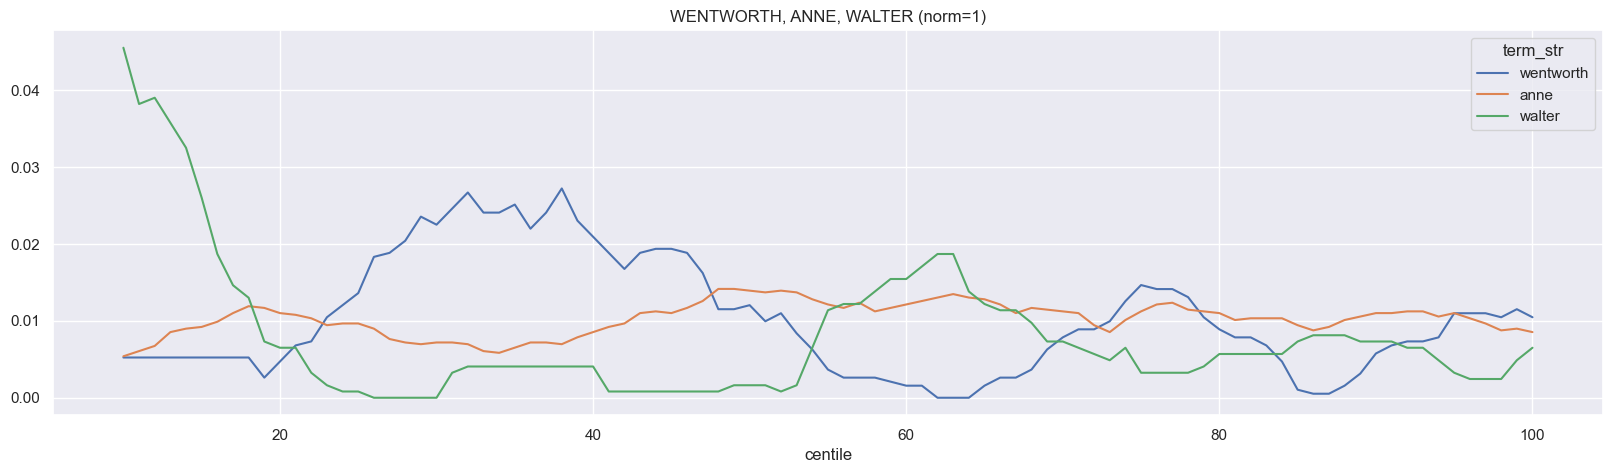 WENTWORTH, ANNE, WALTER (norm=1)
term_str
wentworth
anne
walter
0.04
0.03
0.02
0.01
0.00
20 40 60 80 100
centile